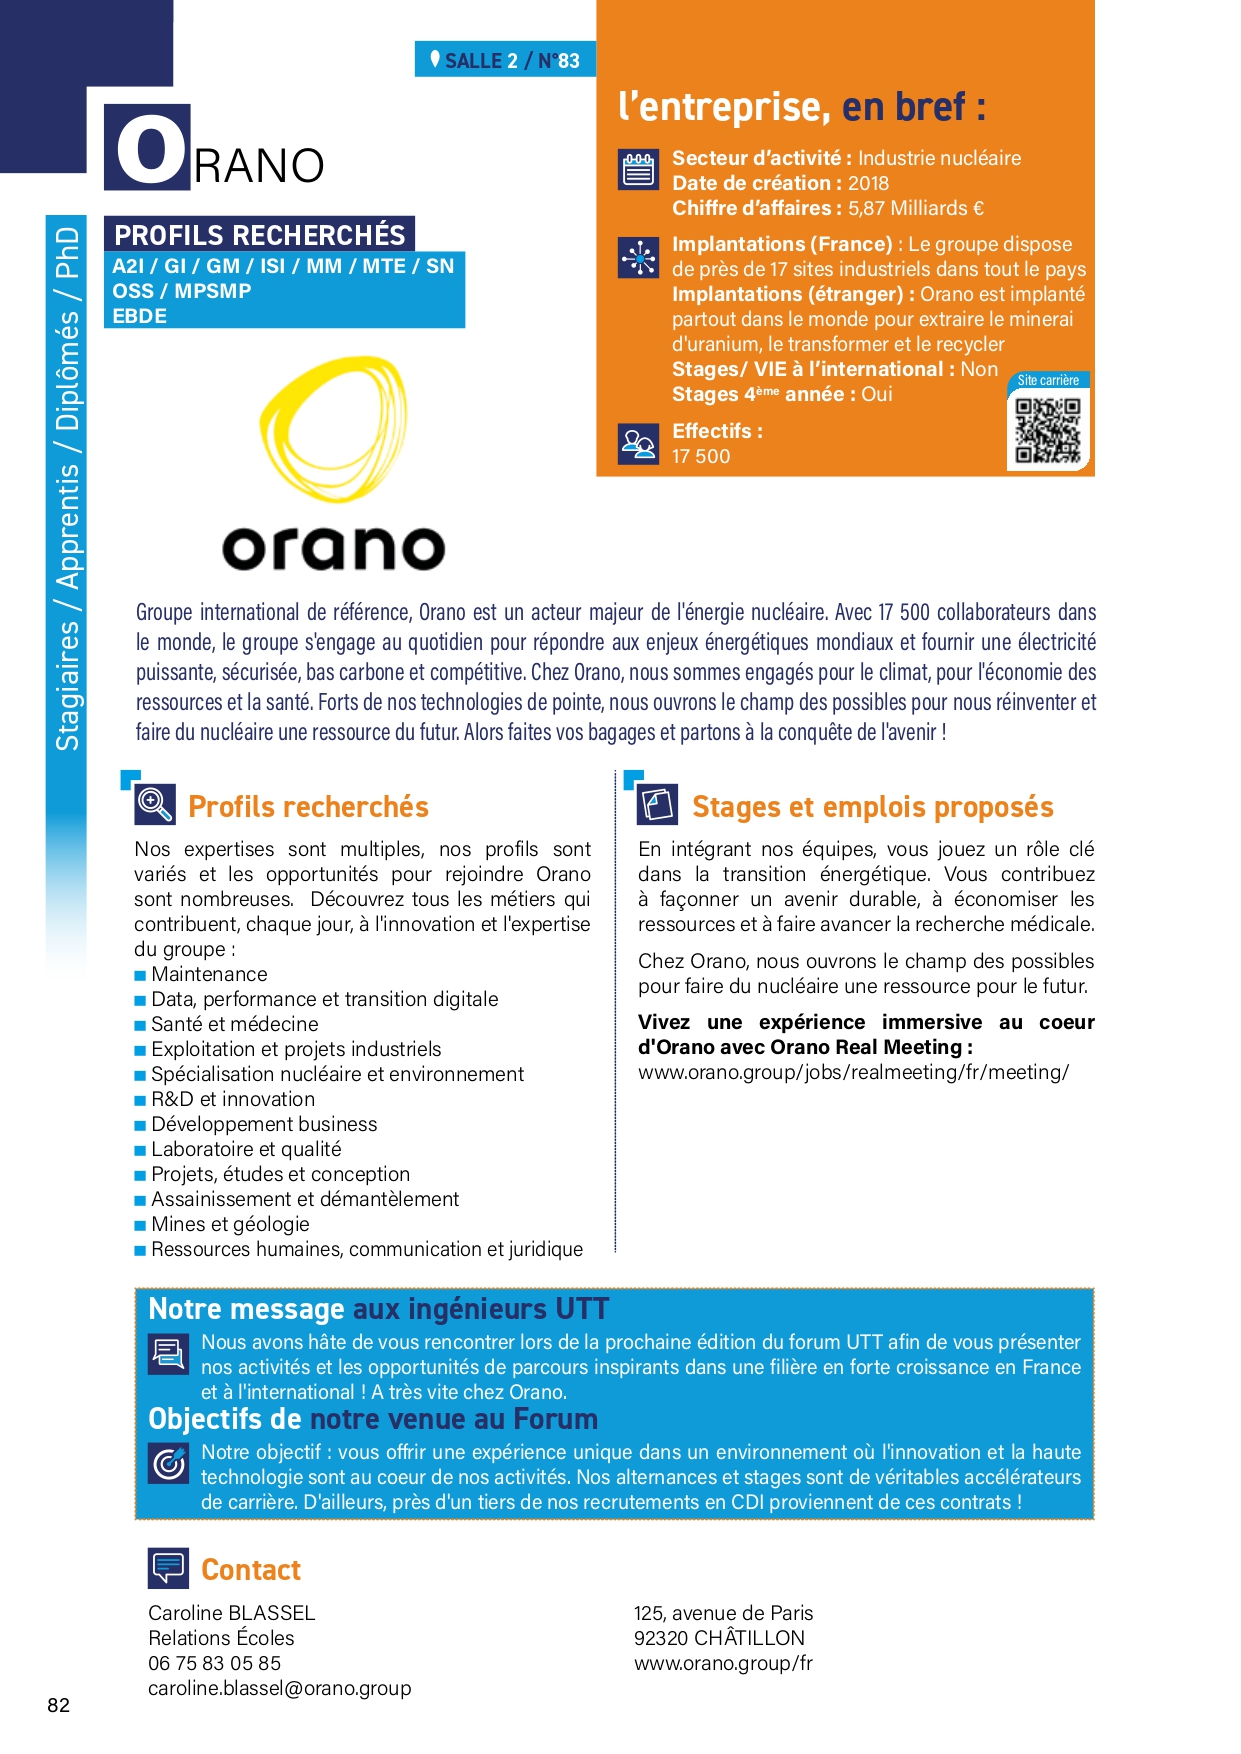 SALLE 2 / N°83
ORANO
PROFILS RECHERCHÉS
A2I / GI / GM / ISI / MM / MTE / SN
OSS / MPSMP
EBDE
Stagiaires / Apprentis / Diplômés / PhD
l'entreprise, en bref :
Secteur d'activité : Industrie nucléaire
Date de création : 2018
Chiffre d'affaires : 5,87 Milliards €
Implantations (France) : Le groupe dispose
de près de 17 sites industriels dans tout le pays
Implantations (étranger) : Orano est implanté
partout dans le monde pour extraire le minerai
d'uranium, le transformer et le recycler
Stages/ VIE à l'international : Non
Stages 4ème année : Oui
Site carrière
Effectifs :
17 500
orano
Groupe international de référence, Orano est un acteur majeur de l'énergie nucléaire. Avec 17 500 collaborateurs dans
le monde, le groupe s'engage au quotidien pour répondre aux enjeux énergétiques mondiaux et fournir une électricité
puissante, sécurisée, bas carbone et compétitive. Chez Orano, nous sommes engagés pour le climat, pour l'économie des
ressources et la santé. Forts de nos technologies de pointe, nous ouvrons le champ des possibles pour nous réinventer et
faire du nucléaire une ressource du futur. Alors faites vos bagages et partons à la conquête de l'avenir !
Profils recherchés
Nos expertises sont multiples, nos profils sont
variés et les opportunités pour rejoindre Orano
sont nombreuses. Découvrez tous les métiers qui
contribuent, chaque jour, à l'innovation et l'expertise
du groupe :
Maintenance
Data, performance et transition digitale
Santé et médecine
Exploitation et projets industriels
Spécialisation nucléaire et environnement
R&D et innovation
Développement business
Laboratoire et qualité
Projets, études et conception
Assainissement et démantèlement
Mines et géologie
Ressources humaines, communication et juridique
Stages et emplois proposés
En intégrant nos équipes, vous jouez un rôle clé
dans la transition énergétique. Vous contribuez
à façonner un avenir durable, à économiser les
ressources et à faire avancer la recherche médicale.
Chez Orano, nous ouvrons le champ des possibles
pour faire du nucléaire une ressource pour le futur.
Vivez une expérience immersive au coeur
d'Orano avec Orano Real Meeting :
www.orano.group/jobs/realmeeting/fr/meeting/
Notre message aux ingénieurs UTT
Nous avons hâte de vous rencontrer lors de la prochaine édition du forum UTT afin de vous présenter
nos activités et les opportunités de parcours inspirants dans une filière en forte croissance en France
et à l'international ! A très vite chez Orano.
Objectifs de notre venue au Forum
Notre objectif : vous offrir une expérience unique dans un environnement où l'innovation et la haute
technologie sont au coeur de nos activités. Nos alternances et stages sont de véritables accélérateurs
de carrière. D'ailleurs, près d'un tiers de nos recrutements en CDI proviennent de ces contrats !
Contact
Caroline BLASSEL
Relations Écoles
06 75 83 05 85
caroline.blassel@orano.group
125, avenue de Paris
92320 CHÂTILLON
www.orano.group/fr
82